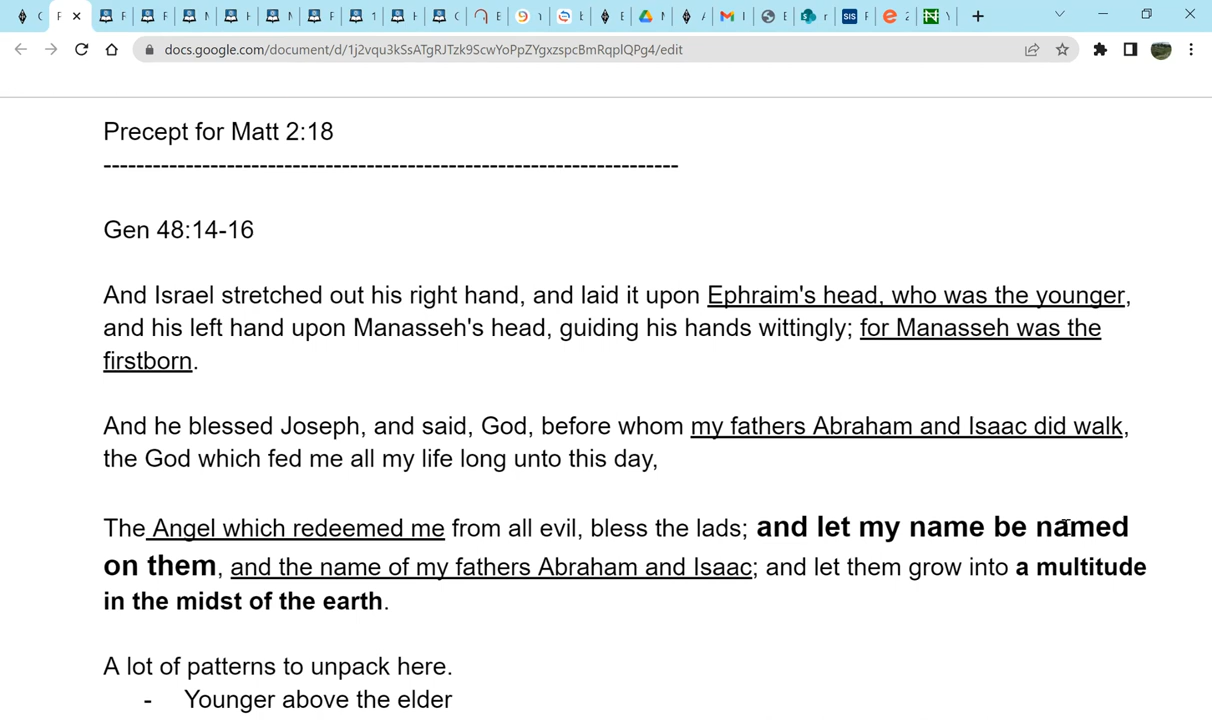 docs.google.com/document/d/1j2vqu3kSsATgRJTzk9ScwYoPpZYgxzspcBmRqplQPg4/edit
Precept for Matt 2:18
---------------------------------------------------------------------
Gen 48:14-16
And Israel stretched out his right hand, and laid it upon Ephraim's head, who was the younger,
and his left hand upon Manasseh's head, guiding his hands wittingly; for Manasseh was the
firstborn.
And he blessed Joseph, and said, God, before whom my fathers Abraham and Isaac did walk,
the God which fed me all my life long unto this day,
The Angel which redeemed me from all evil, bless the lads; and let my name be named
on them, and the name of my fathers Abraham and Isaac; and let them grow into a multitude
in the midst of the earth.
A lot of patterns to unpack here.
- Younger above the elder